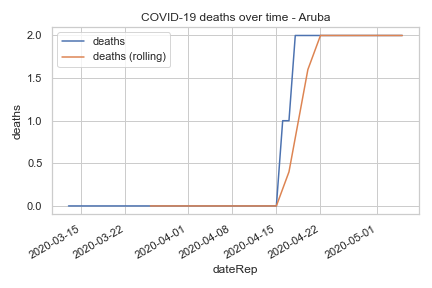 COVID-19 deaths over time - Aruba
deaths
deaths (rolling)
2.0
1.5
1.0
0.5
0.0
deaths
2020-03-15
2020-03-22
2020-04-01
2020-04-08
2020-04-15
2020-04-22
2020-05-01
dateRep